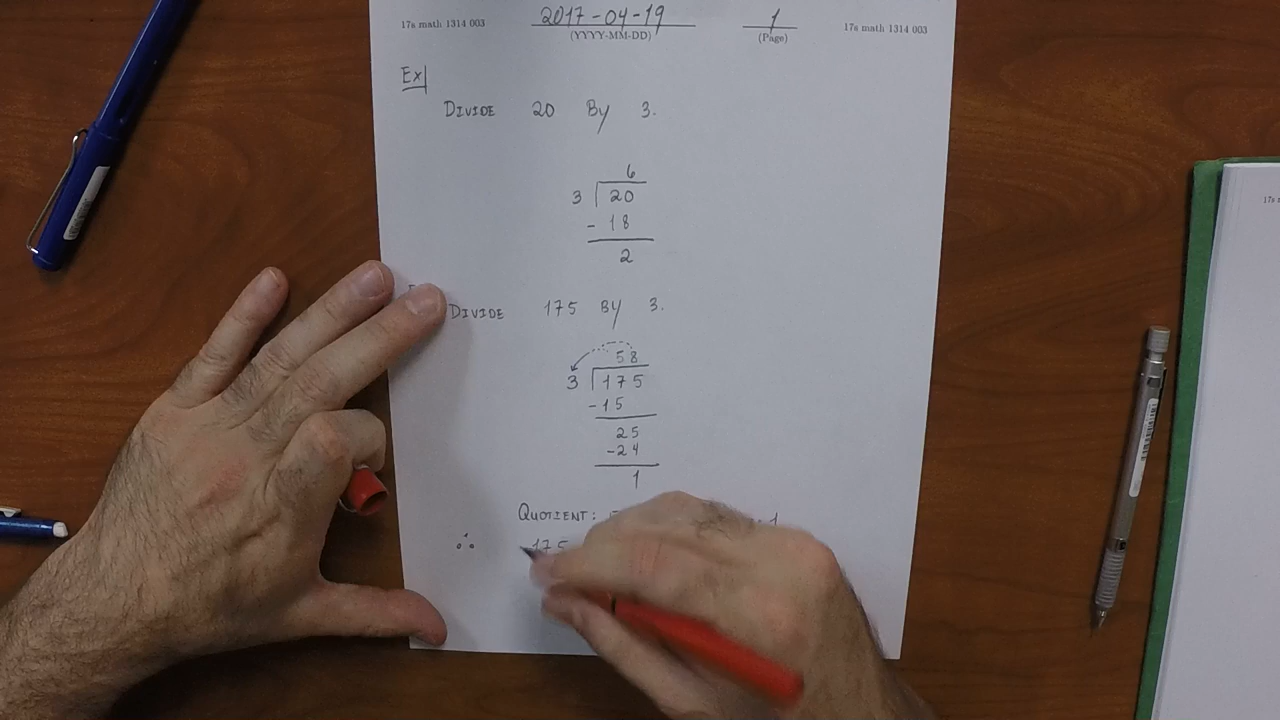 17s math 1314 003 2017-04-19 1 17s math 1314 003
(YYYY-MM-DD) (Page)
Ex
DIVIDE 20 BY 3.
6
3 20
- 18
2
DIVIDE 175 BY 3.
58
3 175
-15
25
-24
1
QUOTIENT: 1
∴ 175